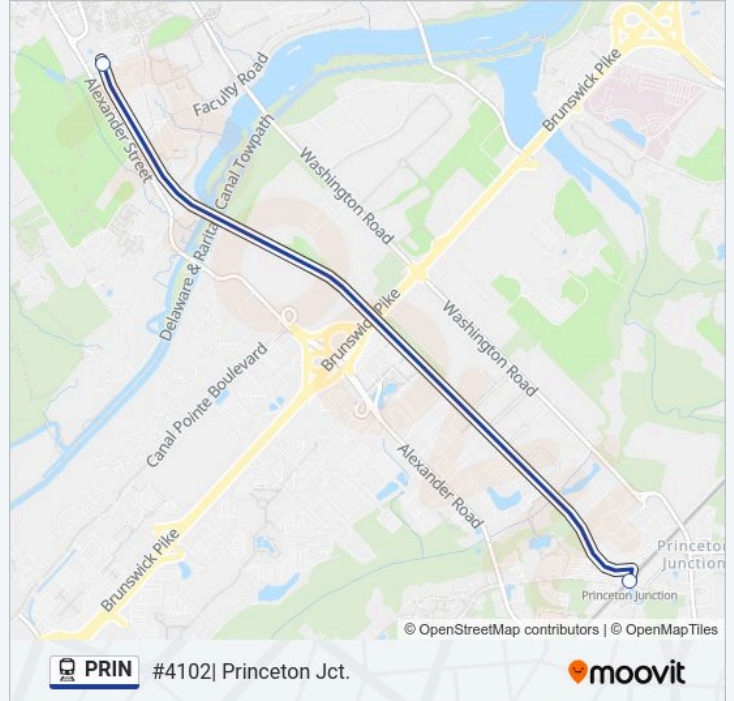 Faculty Road
Brunswick Pike
Alexander Street
Delaware & Raritan Canal Towpath
Washington Road
Brunswick Pike
Washington Road
Canal Pointe Boulevard
Alexander Road
Brunswick Pike
Princeton
Junction
Princeton Junction
© OpenStreetMap contributors | © OpenMapTiles
PRIN #4102| Princeton Jct.
moovit